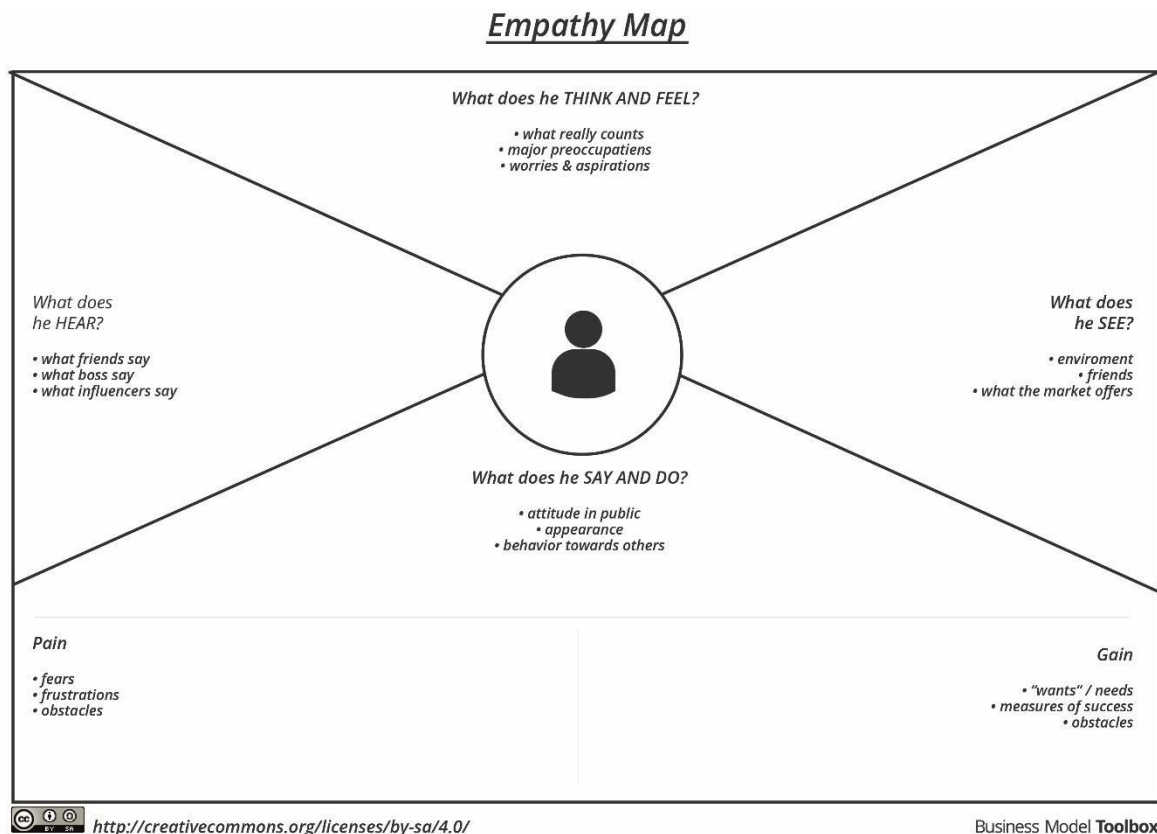 Empathy Map
What does he THINK AND FEEL?
• what really counts
• major preoccupatiens
• worries & aspirations
What does
he HEAR?
• what friends say
• what boss say
• what influencers say
What does
he SEE?
• enviroment
• friends
• what the market offers
What does he SAY AND DO?
• attitude in public
• appearance
• behavior towards others
Pain
• fears
• frustrations
• obstacles
Gain
• “wants“ / needs
• measures of success
• obstacles
cc BY SA
http://creativecommons.org/licenses/by-sa/4.0/
Business Model Toolbox